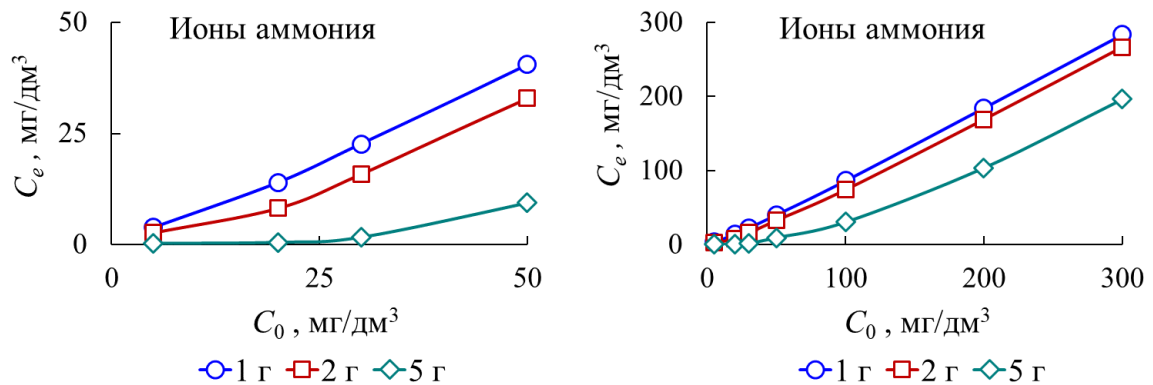 Ионы аммония
50
25
0
0
25
50
Cₑ, мг/дм³
C₀ , мг/дм³
1 г
2 г
5 г
Ионы аммония
300
200
100
0
0
100
200
300
Cₑ, мг/дм³
C₀ , мг/дм³
1 г
2 г
5 г